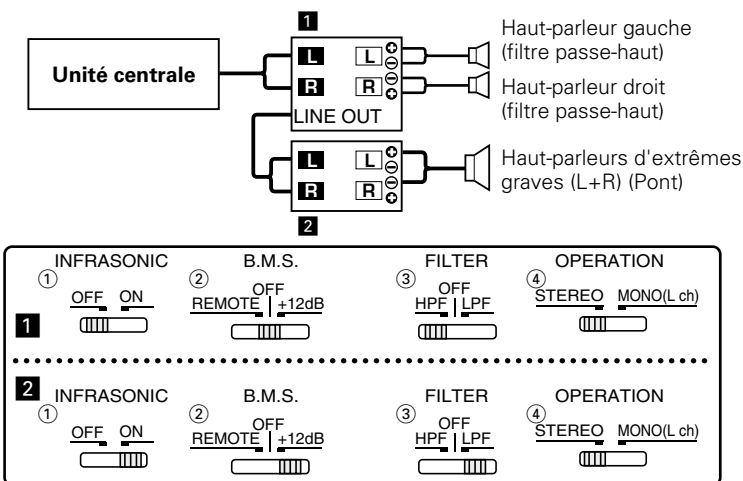 1
Haut-parleur gauche
(filtre passe-haut)
Unité centrale
L L ⊕ ⊖
R R ⊖ ⊕
Haut-parleur droit
(filtre passe-haut)
LINE OUT
L L ⊕ ⊖
R R ⊖ ⊕
Haut-parleurs d'extrêmes
graves (L+R) (Pont)
2
INFRASONIC B.M.S. FILTER OPERATION
① ② ③ ④
OFF ON REMOTE OFF +12dB HPF OFF LPF STEREO MONO(L ch)
1
2
INFRASONIC B.M.S. FILTER OPERATION
① ② ③ ④
OFF ON REMOTE OFF +12dB HPF OFF LPF STEREO MONO(L ch)